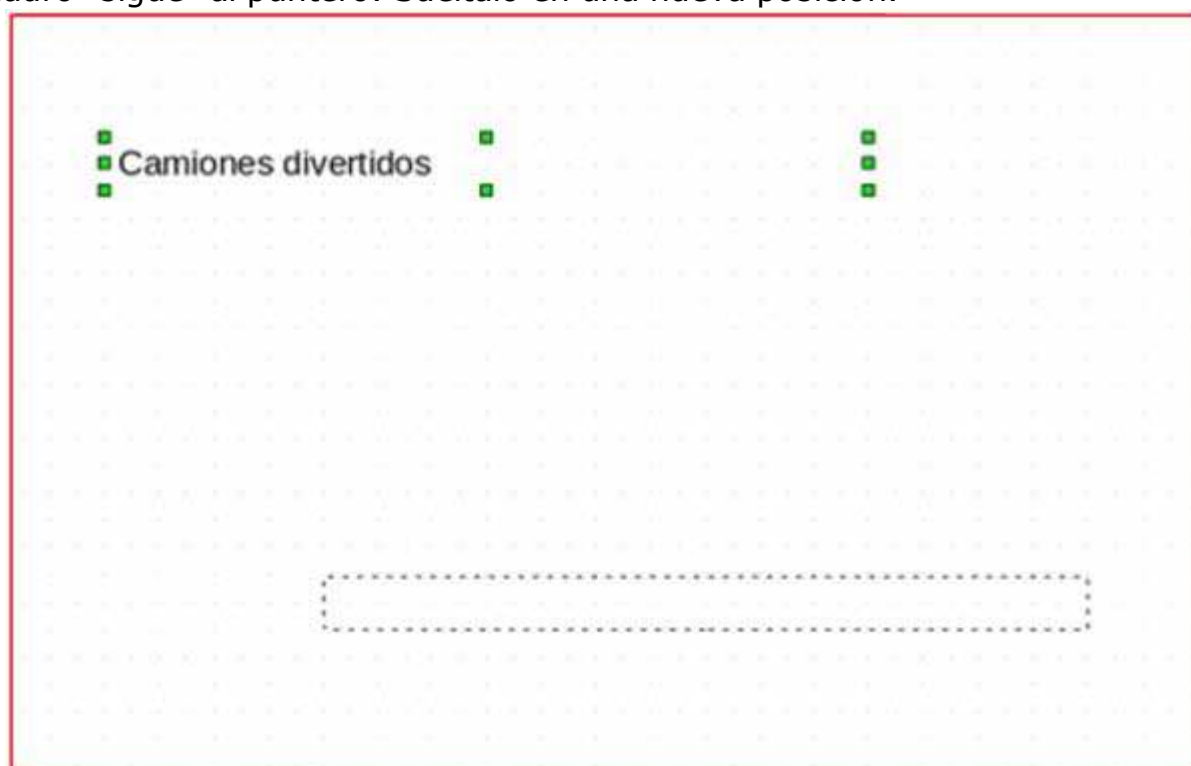 "sigue" al puntero. Suéltalo en una nueva posición.
Camiones divertidos